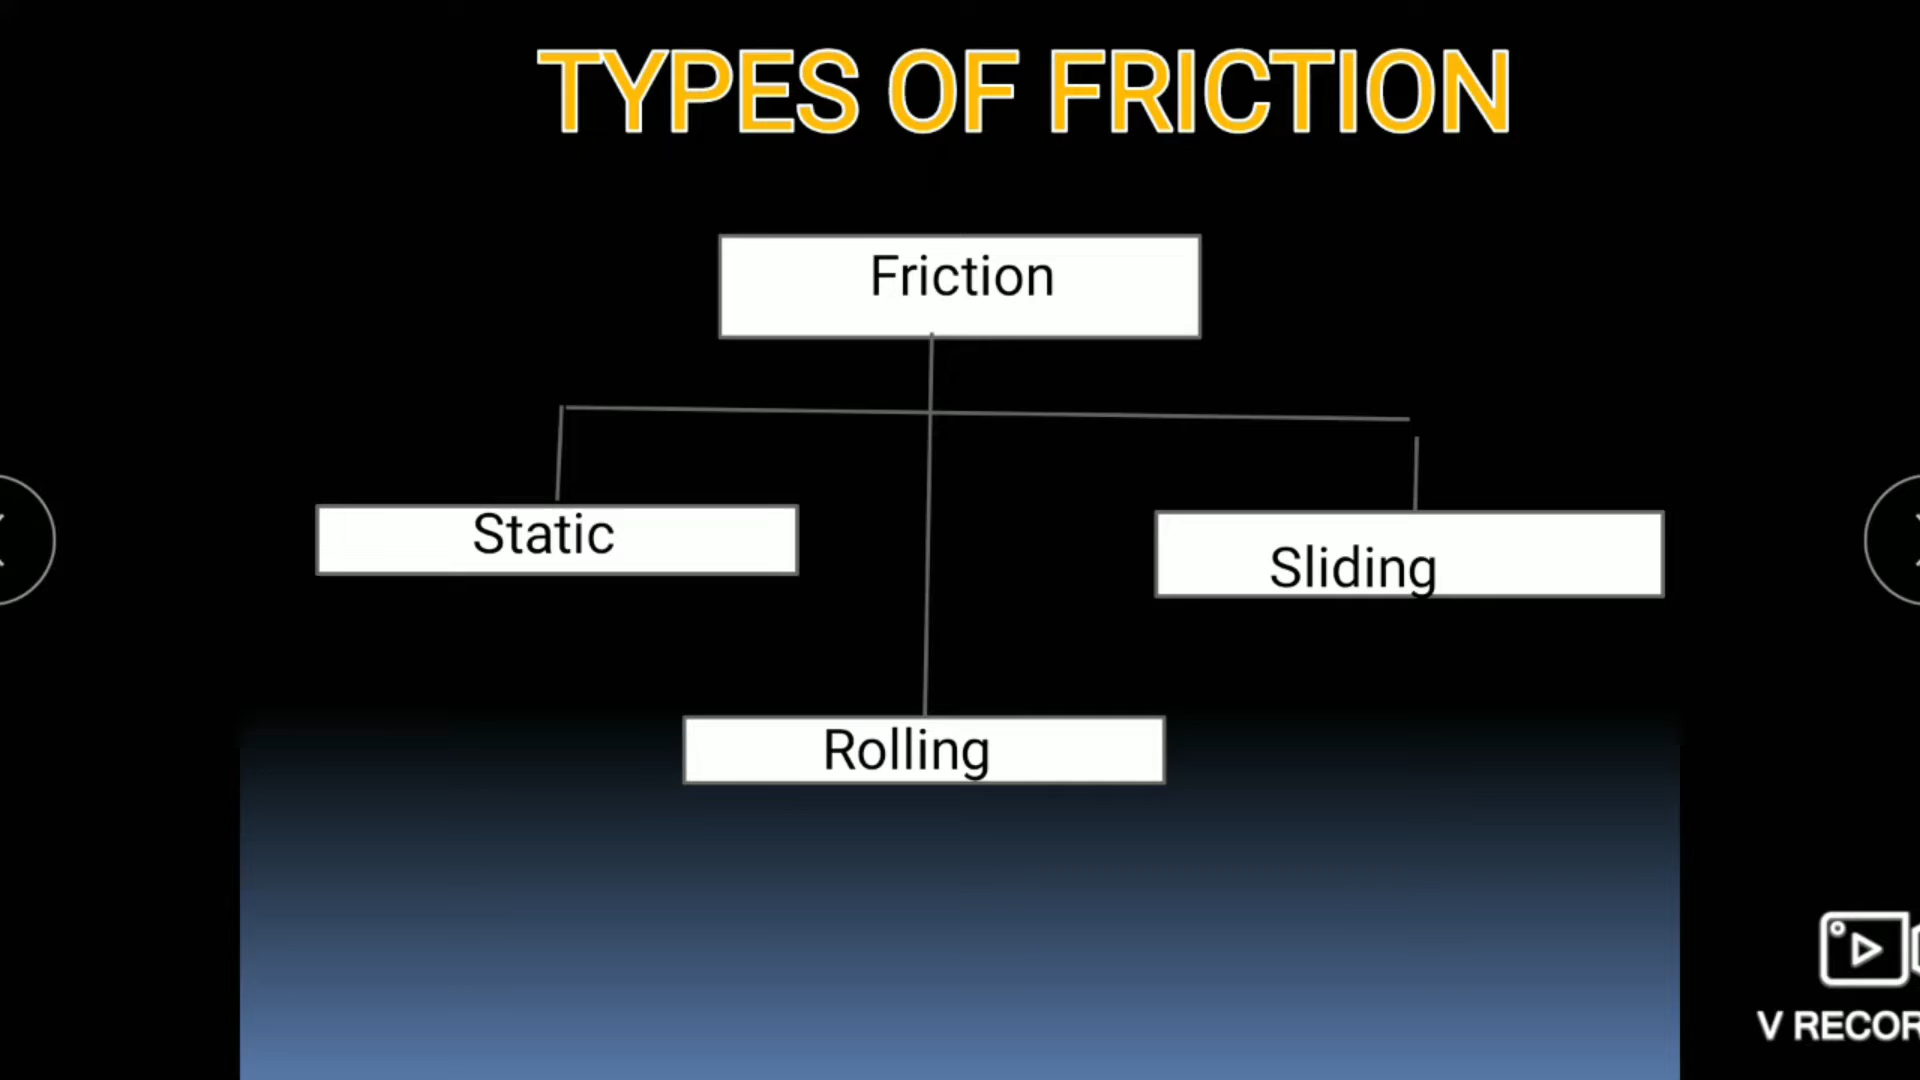 TYPES OF FRICTION
Friction
Static
Sliding
Rolling
V RECOR